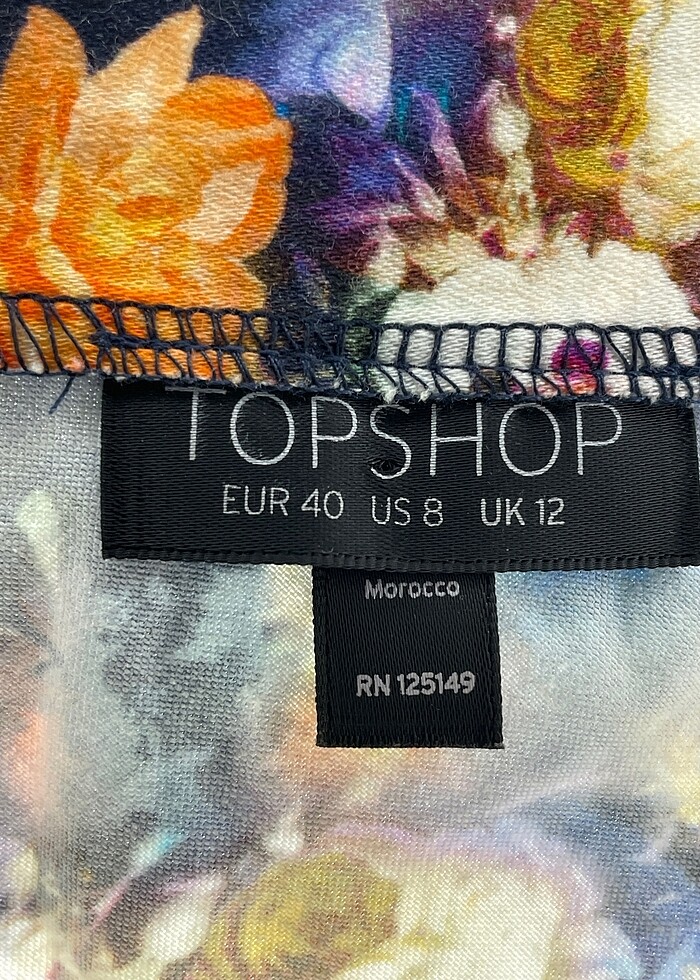 TOPSHOP
EUR 40 US 8 UK 12
Morocco
RN 125149